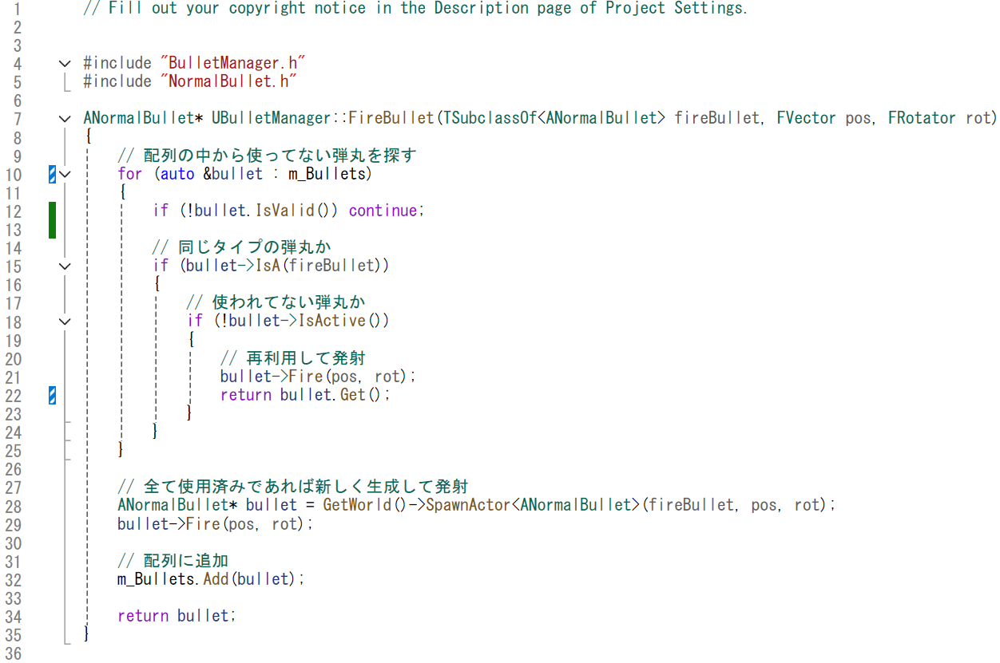 1 // Fill out your copyright notice in the Description page of Project Settings.
2
3
4 #include "BulletManager.h"
5 #include "NormalBullet.h"
6
7 ANormalBullet* UBulletManager::FireBullet(TSubclassOf<ANormalBullet> fireBullet, FVector pos, FRotator rot)
8 {
9     // 配列の中から使ってない弾丸を探す
10     for (auto &bullet : m_Bullets)
11     {
12         if (!bullet.IsValid()) continue;
13
14         // 同じタイプの弾丸か
15         if (bullet->IsA(fireBullet))
16         {
17             // 使われてない弾丸か
18             if (!bullet->IsActive())
19             {
20                 // 再利用して発射
21                 bullet->Fire(pos, rot);
22                 return bullet.Get();
23             }
24         }
25     }
26
27     // 全て使用済みであれば新しく生成して発射
28     ANormalBullet* bullet = GetWorld()->SpawnActor<ANormalBullet>(fireBullet, pos, rot);
29     bullet->Fire(pos, rot);
30
31     // 配列に追加
32     m_Bullets.Add(bullet);
33
34     return bullet;
35 }
36